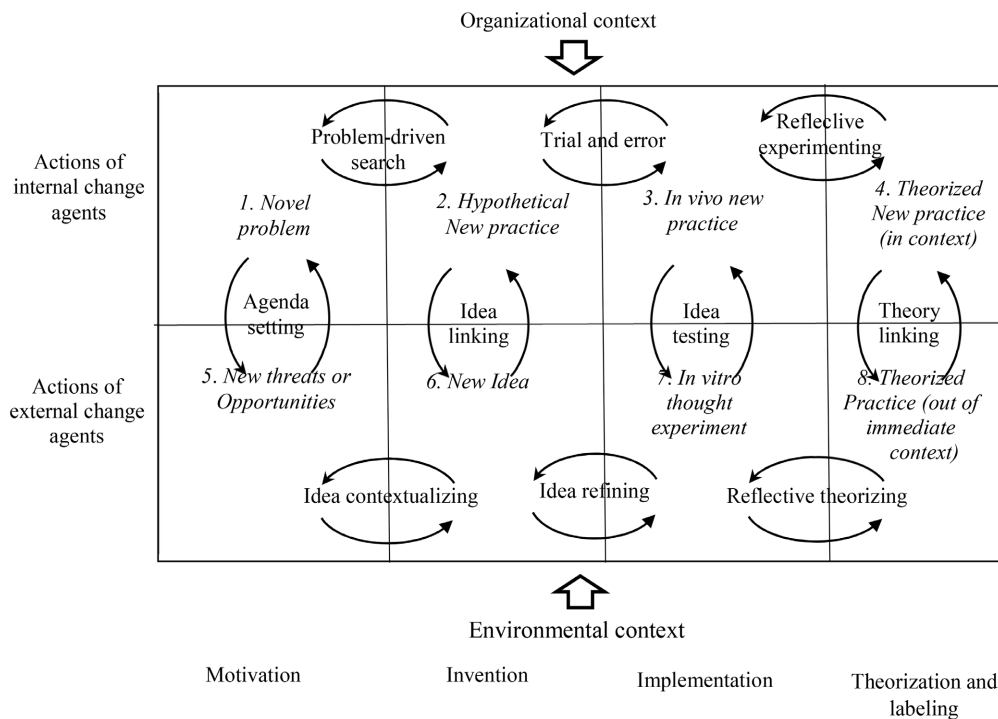 Organizational context
Problem-driven
search
Trial and error
Reflclive
experimenting
Actions of
internal change
agents
1. Novel
problem
2. Hypothetical
New practice
3. In vivo new
practice
4. Theorized
New practice
(in context)
Agenda
setting
Idea
linking
Idea
testing
Theory
linking
Actions of
external change
agents
5. New threats or
Opportunities
6. New Idea
7. In vitro
thought
experiment
8. Theorized
Practice (out of
immediate
context)
Idea contextualizing
Idea refining
Reflective theorizing
Environmental context
Motivation
Invention
Implementation
Theorization and
labeling